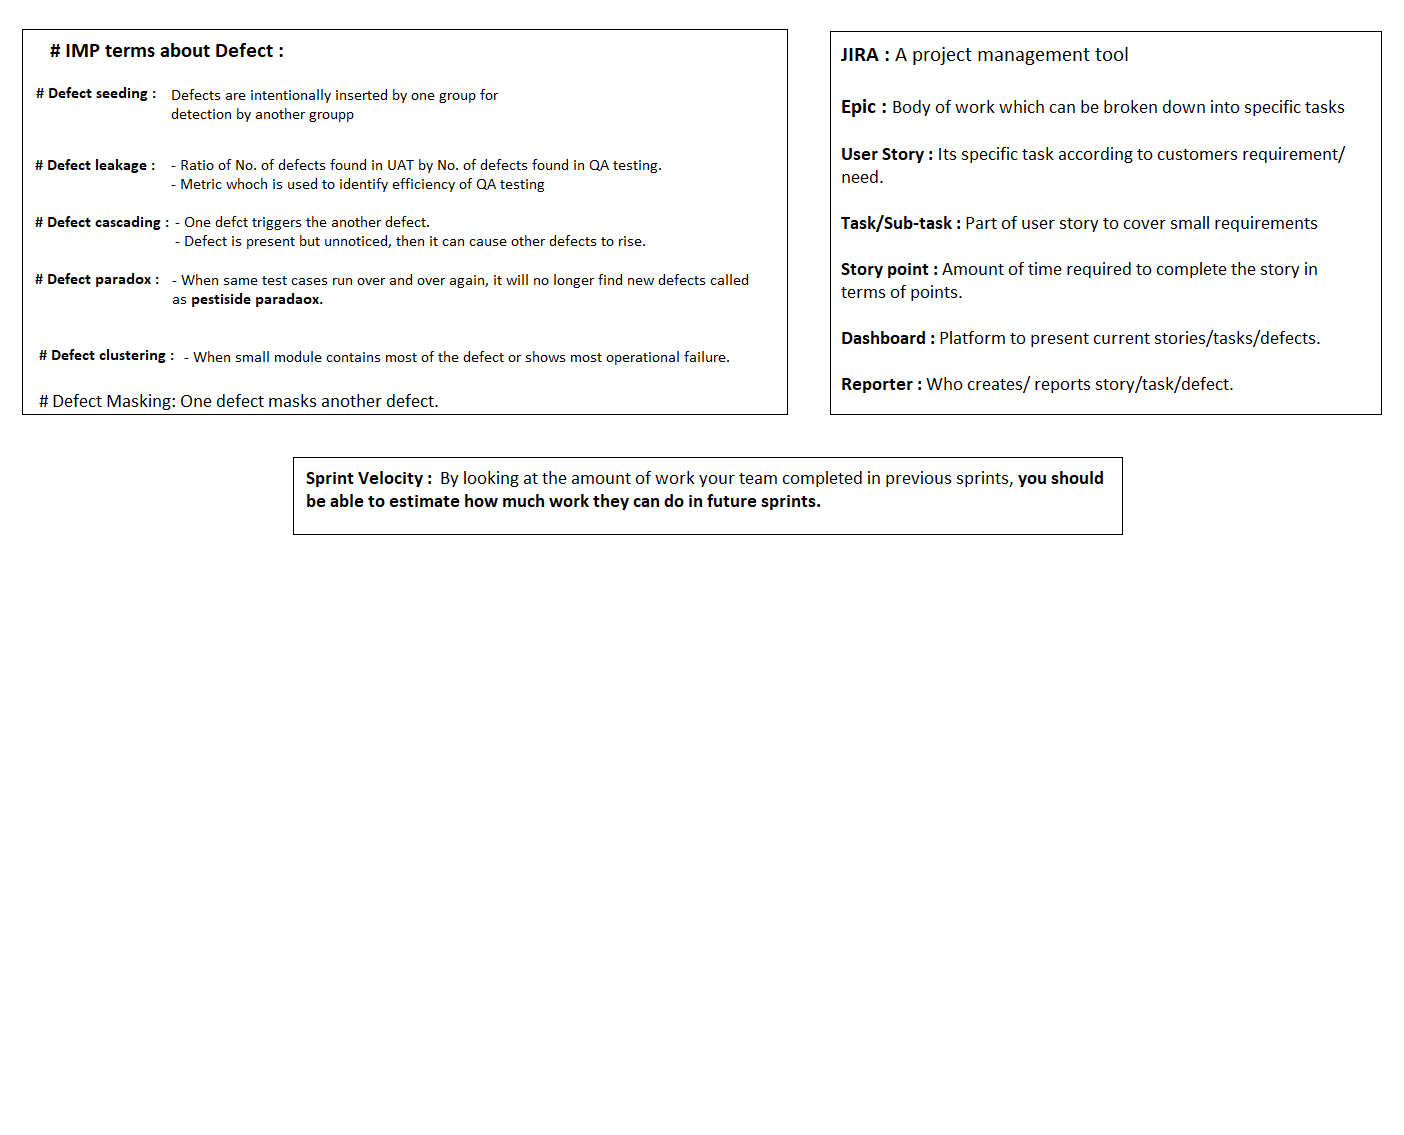 # IMP terms about Defect :
# Defect seeding : Defects are intentionally inserted by one group for
detection by another groupp
# Defect leakage : - Ratio of No. of defects found in UAT by No. of defects found in QA testing.
- Metric whoch is used to identify efficiency of QA testing
# Defect cascading : - One defct triggers the another defect.
- Defect is present but unnoticed, then it can cause other defects to rise.
# Defect paradox : - When same test cases run over and over again, it will no longer find new defects called
as pestiside paradaox.
# Defect clustering : - When small module contains most of the defect or shows most operational failure.
# Defect Masking: One defect masks another defect.
JIRA : A project management tool
Epic : Body of work which can be broken down into specific tasks
User Story : Its specific task according to customers requirement/
need.
Task/Sub-task : Part of user story to cover small requirements
Story point : Amount of time required to complete the story in
terms of points.
Dashboard : Platform to present current stories/tasks/defects.
Reporter : Who creates/ reports story/task/defect.
Sprint Velocity : By looking at the amount of work your team completed in previous sprints, you should
be able to estimate how much work they can do in future sprints.